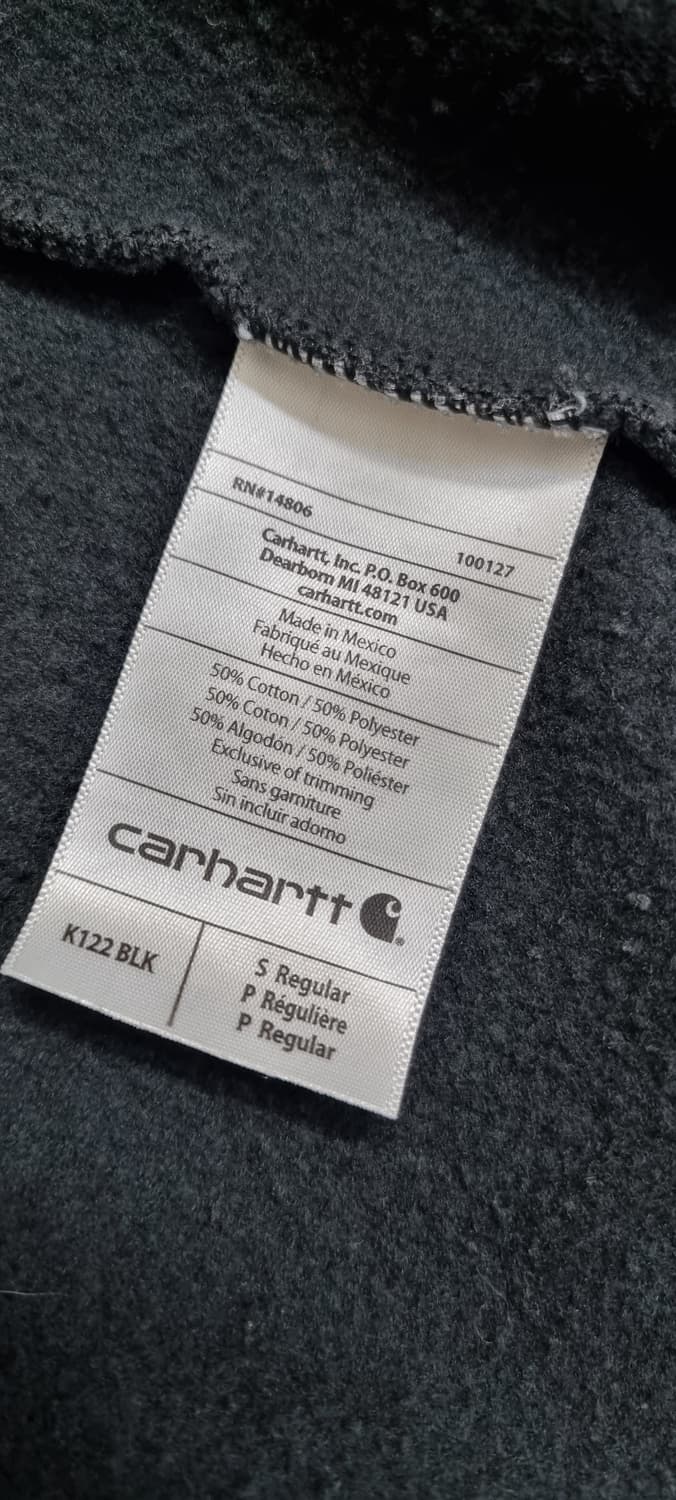 RN#14806
100127
Carhartt, Inc. P.O. Box 600
Dearborn MI 48121 USA
carhartt.com
Made in Mexico
Fabriqué au Mexique
Hecho en México
50% Cotton / 50% Polyester
50% Coton / 50% Polyester
50% Algodón / 50% Poliéster
Exclusive of trimming
Sans garniture
Sin incluir adorno
carhartt
K122 BLK
S Regular
P Régulière
P Regular